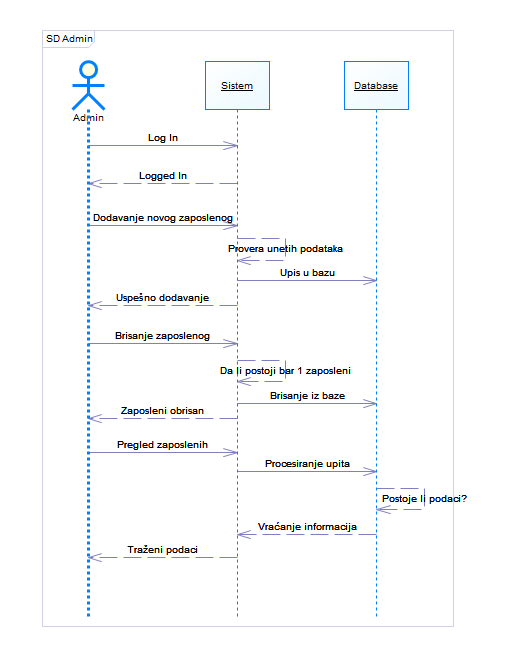 SD Admin
Sistem
Database
Admin
Log In
Logged In
Dodavanje novog zaposlenog
Provera unetih podataka
Upis u bazu
Uspešno dodavanje
Brisanje zaposlenog
Da li postoji bar 1 zaposleni
Brisanje iz baze
Zaposleni obrisan
Pregled zaposlenih
Procesiranje upita
Postoje li podaci?
Vraćanje informacija
Traženi podaci